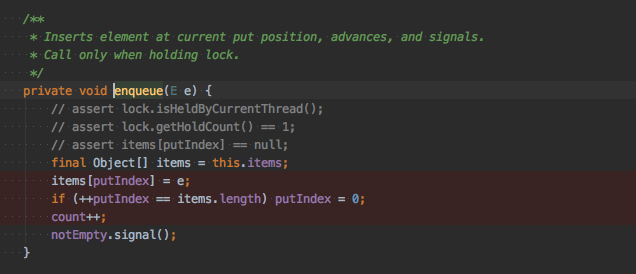 /**
 * Inserts element at current put position, advances, and signals.
 * Call only when holding lock.
 */
private void enqueue(E e) {
    // assert lock.isHeldByCurrentThread();
    // assert lock.getHoldCount() == 1;
    // assert items[putIndex] == null;
    final Object[] items = this.items;
    items[putIndex] = e;
    if (++putIndex == items.length) putIndex = 0;
    count++;
    notEmpty.signal();
}